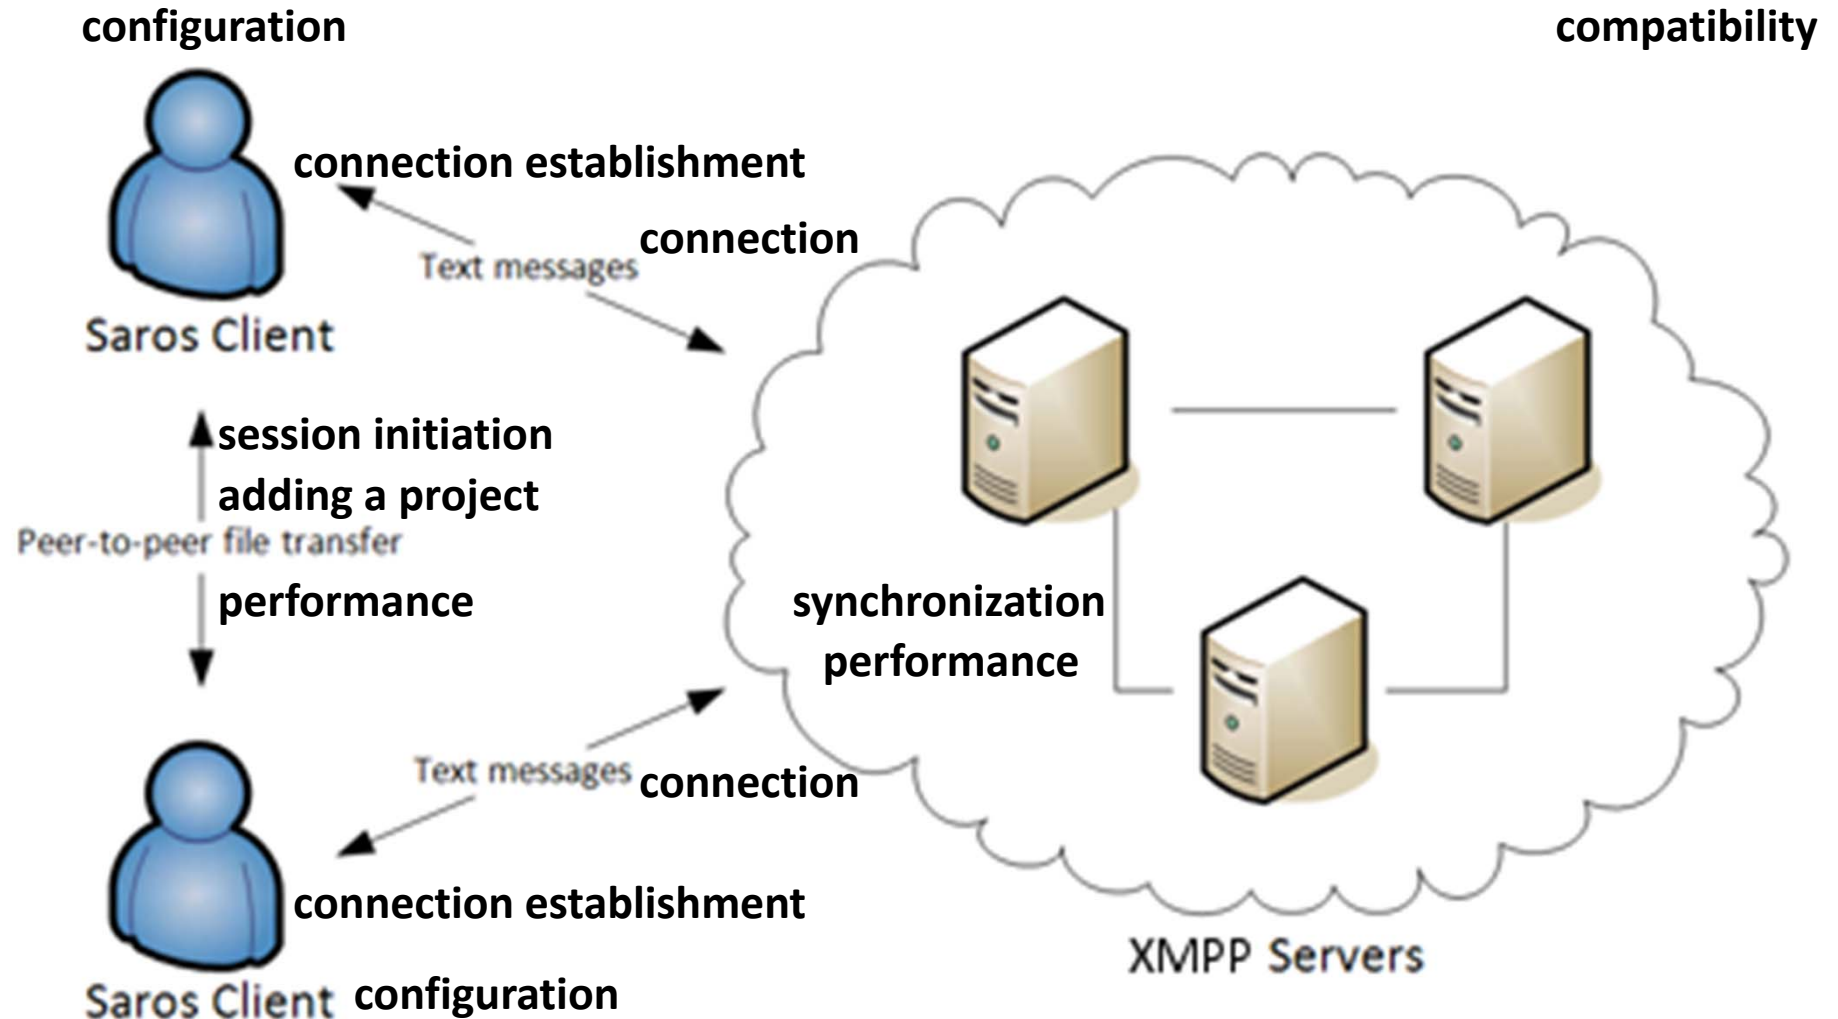 configuration
compatibility
connection establishment
connection
Text messages
Saros Client
session initiation
adding a project
Peer-to-peer file transfer
performance
synchronization
performance
Text messages
connection
connection establishment
XMPP Servers
Saros Client
configuration